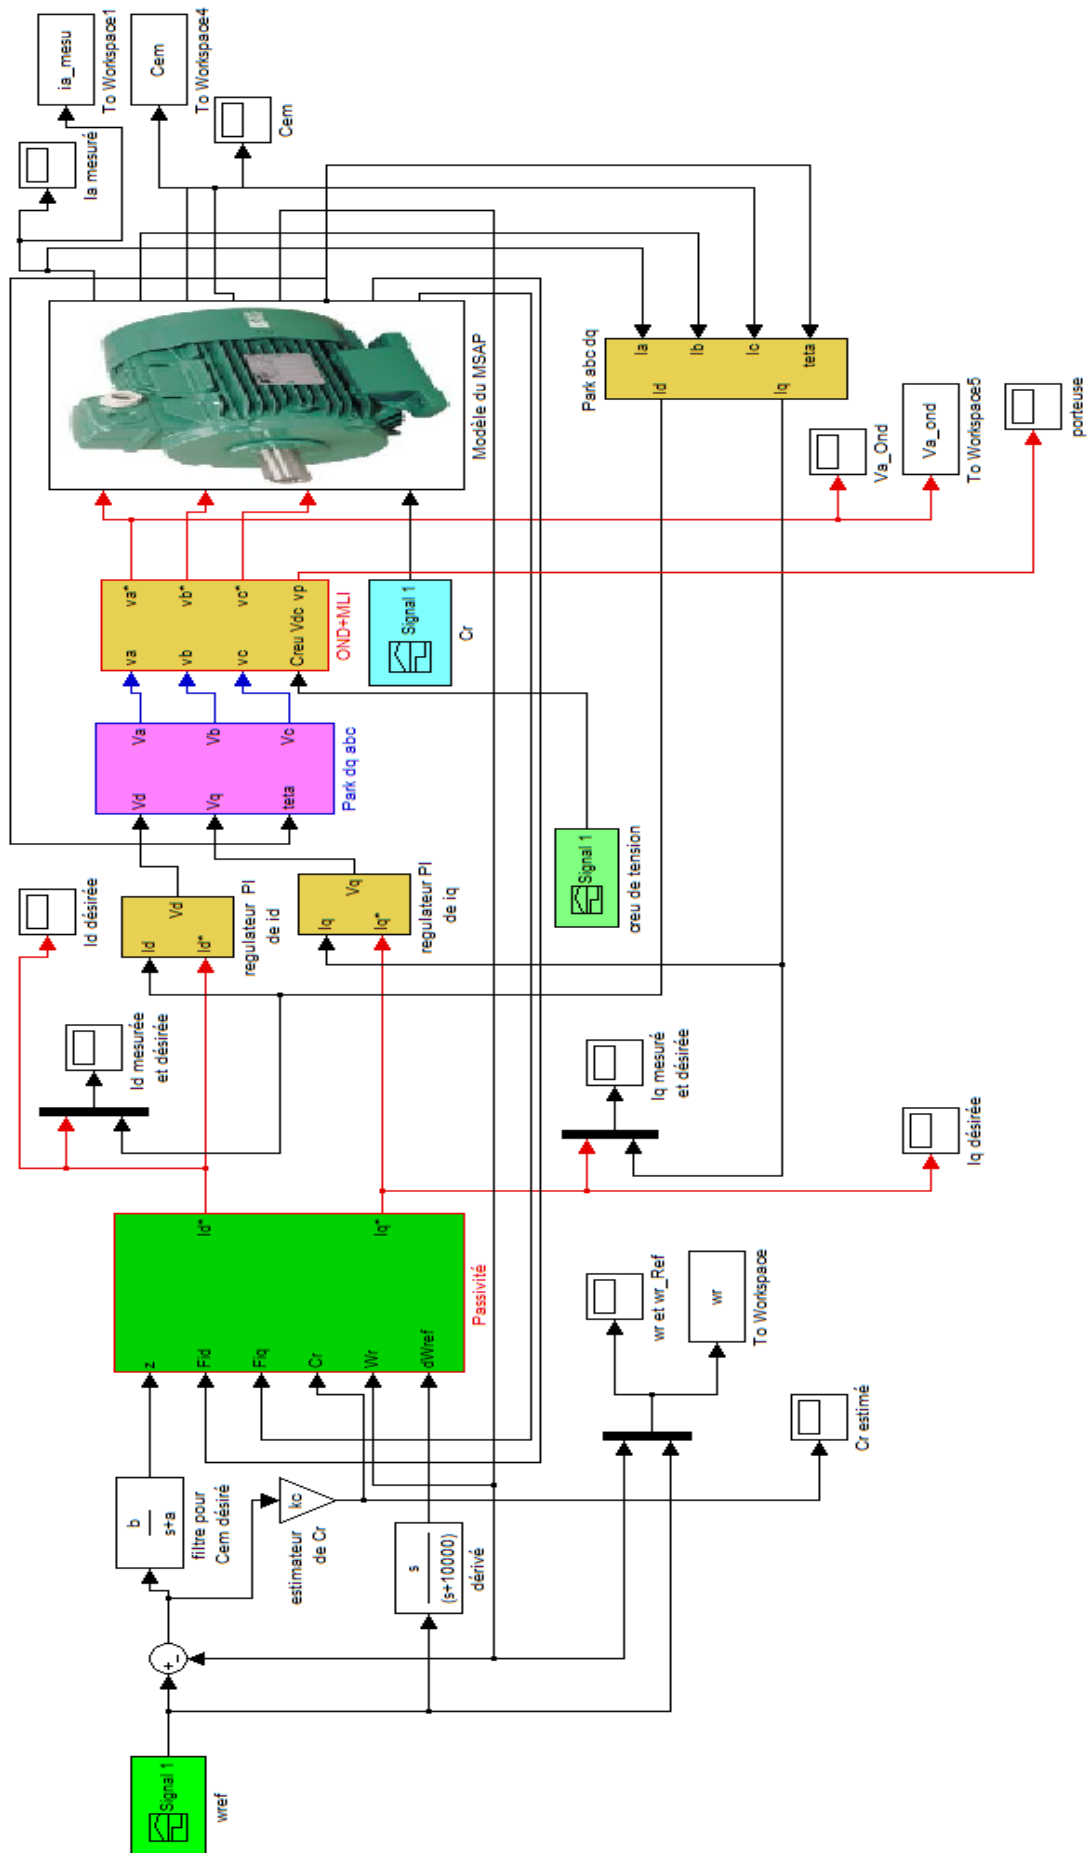 Signal 1
wref
+
-
b
s+a
filtre pour
Cem désiré
kc
estimateur
de Cr
s
(s+10000)
dérivé
z
Fid
Fiq
Cr
Wr
dWref
Id*
Iq*
Passivité
wr et wr_Ref
wr
To Workspace
Cr estimé
Id mesurée
et désirée
Id désirée
Iq mesuré
et désirée
Iq désirée
Id
Id*
Vd
regulateur PI
de id
Iq
Iq*
Vq
regulateur PI
de iq
Signal 1
creu de tension
Vd
Vq
teta
Va
Vb
Vc
Park dq abc
va
vb
vc
Creu Vdc
va*
vb*
vc*
vp
OND+MLI
Signal 1
Cr
Modèle du MSAP
Id
Iq
Ia
Ib
Ic
teta
Park abc dq
Va_Ond
Va_ond
To Workspace5
porteuse
Ia mesuré
ia_mesu
To Workspace1
Cem
To Workspace4
Cem